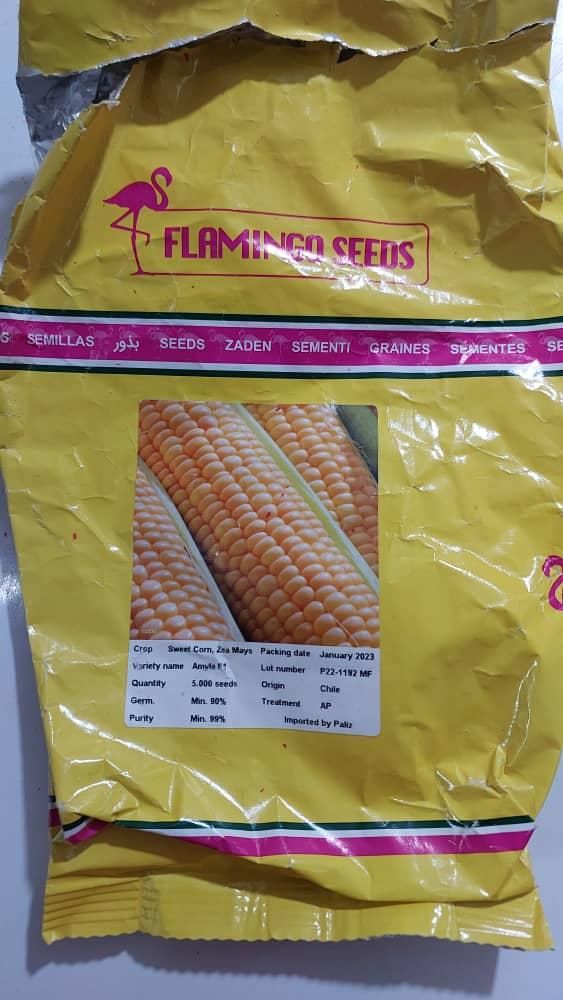 FLAMINGO SEEDS
S SEMILLAS بذور SEEDS ZADEN SEMENTI GRAINES SEMENTES SE
Crop Sweet Corn, Zea Mays Packing date January 2023
Variety name Amyla F1 Lot number P22-1192 MF
Quantity 5.000 seeds Origin Chile
Germ. Min. 90% Treatment AP
Purity Min. 99% Imported by Paliz